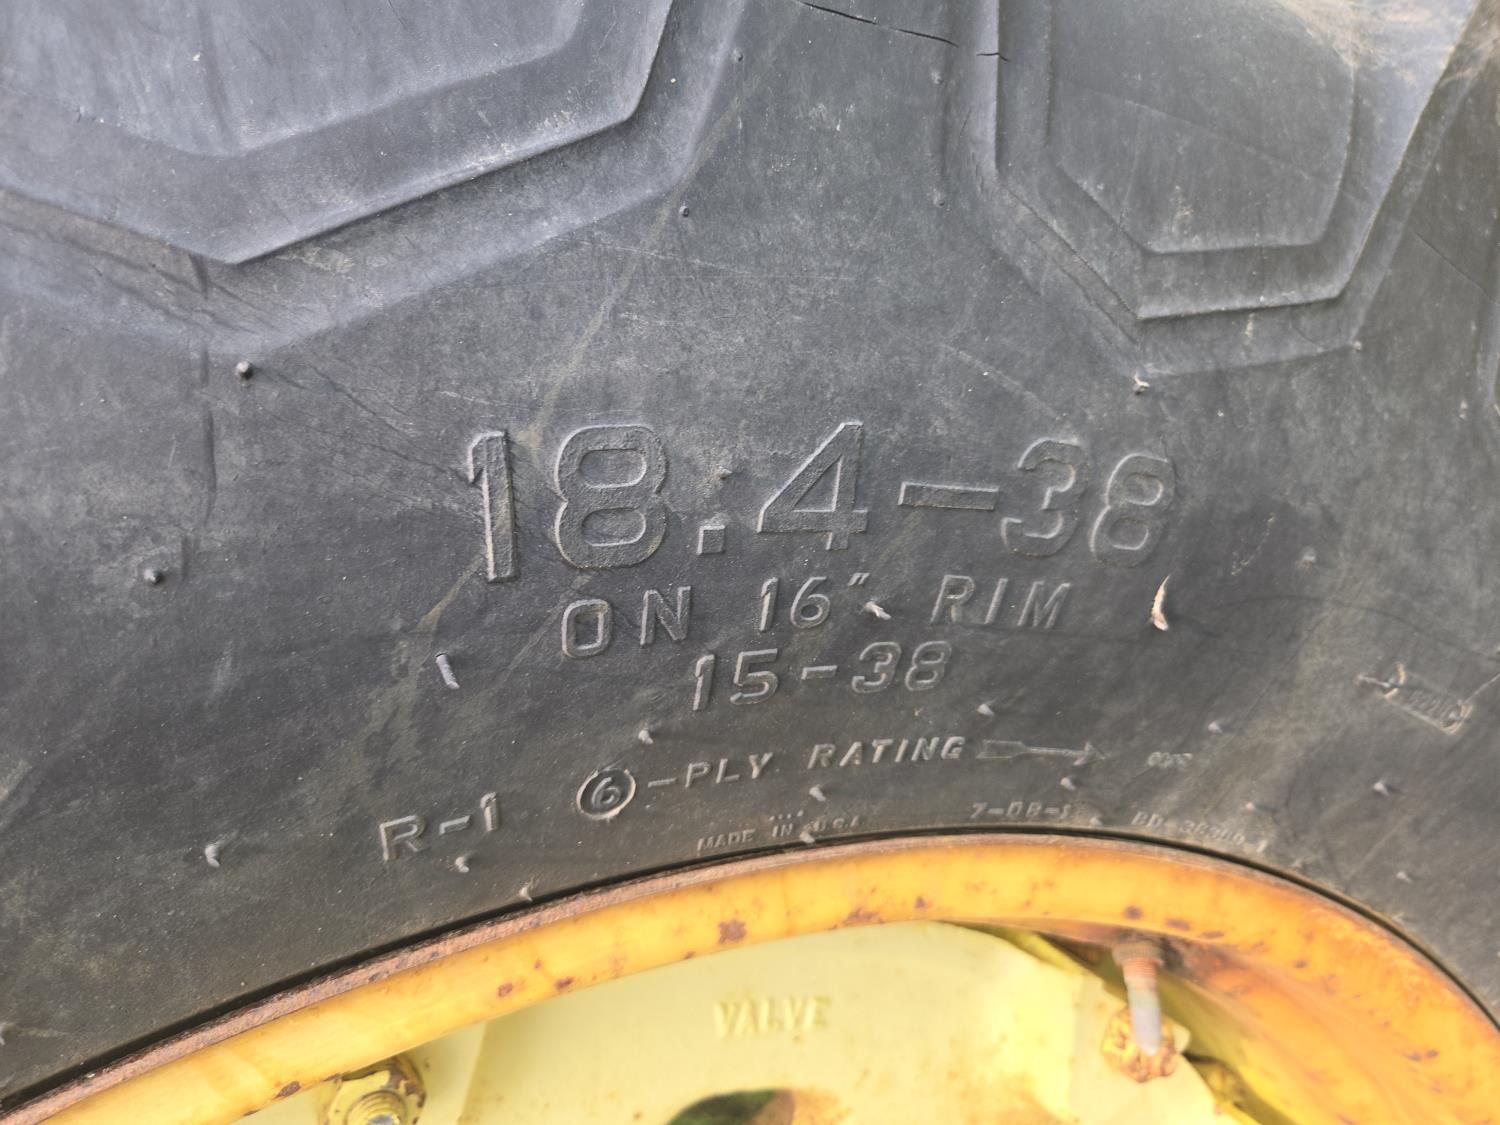 18.4-38
ON 16" RIM
15-38
R-1 6-PLY RATING
MADE IN U.S.A.
VALVE